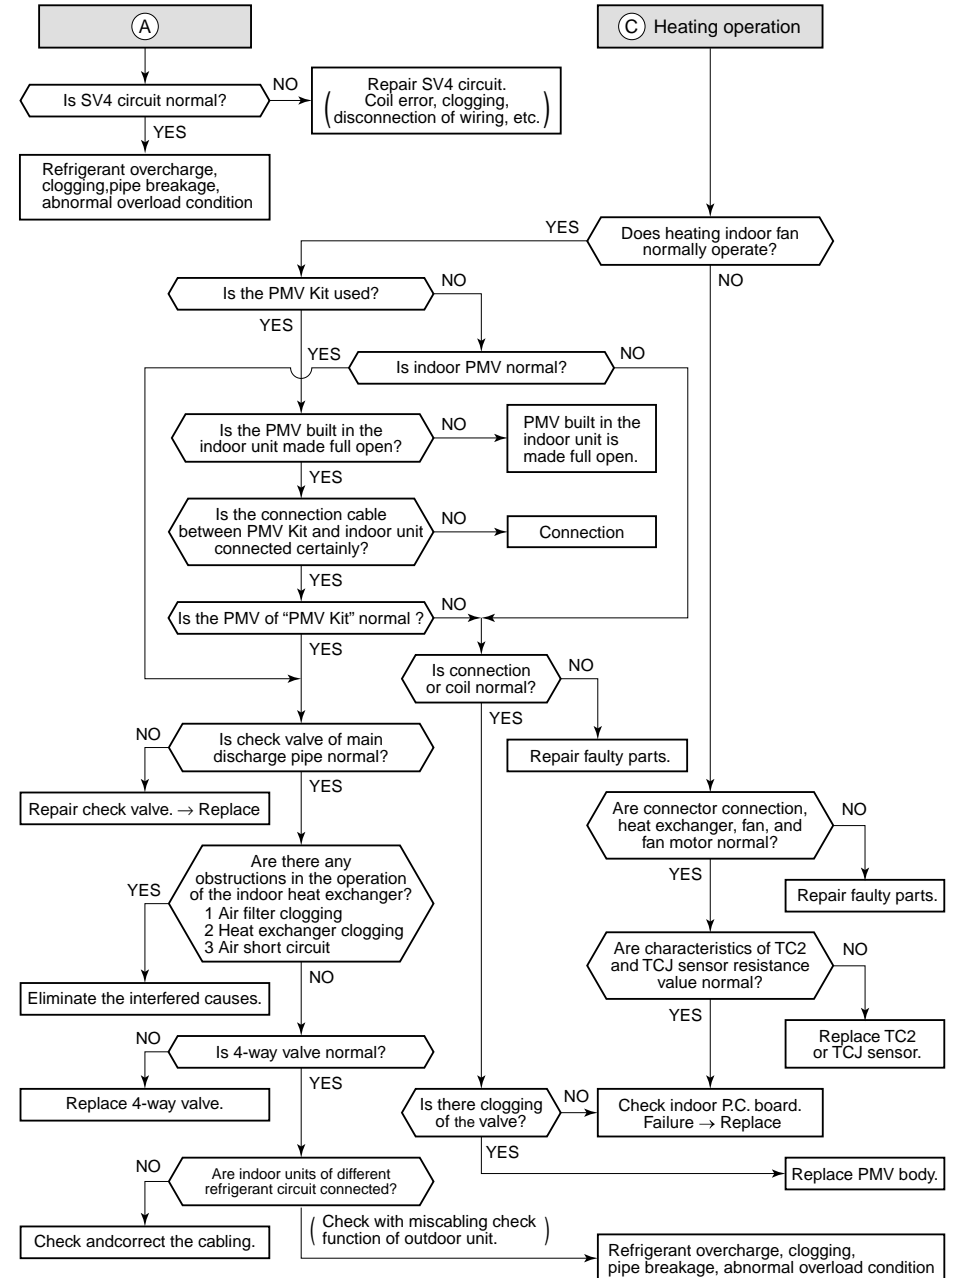 A
C Heating operation
Is SV4 circuit normal?
NO
Repair SV4 circuit.
(Coil error, clogging,
disconnection of wiring, etc.)
YES
Refrigerant overcharge,
clogging,pipe breakage,
abnormal overload condition
YES
Does heating indoor fan
normally operate?
NO
Is the PMV Kit used?
NO
YES
YES
Is indoor PMV normal?
NO
Is the PMV built in the
indoor unit made full open?
NO
PMV built in the
indoor unit is
made full open.
YES
Is the connection cable
between PMV Kit and indoor unit
connected certainly?
NO
Connection
YES
Is the PMV of “PMV Kit” normal ?
NO
YES
Is connection
or coil normal?
NO
YES
Repair faulty parts.
NO
Is check valve of main
discharge pipe normal?
YES
Repair check valve. → Replace
Are connector connection,
heat exchanger, fan, and
fan motor normal?
NO
YES
Repair faulty parts.
YES
Are there any
obstructions in the operation
of the indoor heat exchanger?
1 Air filter clogging
2 Heat exchanger clogging
3 Air short circuit
NO
Eliminate the interfered causes.
Are characteristics of TC2
and TCJ sensor resistance
value normal?
NO
YES
Replace TC2
or TCJ sensor.
NO
Is 4-way valve normal?
YES
Replace 4-way valve.
Is there clogging
of the valve?
NO
Check indoor P.C. board.
Failure → Replace
YES
Replace PMV body.
NO
Are indoor units of different
refrigerant circuit connected?
Check andcorrect the cabling.
(Check with miscabling check
function of outdoor unit.)
Refrigerant overcharge, clogging,
pipe breakage, abnormal overload condition